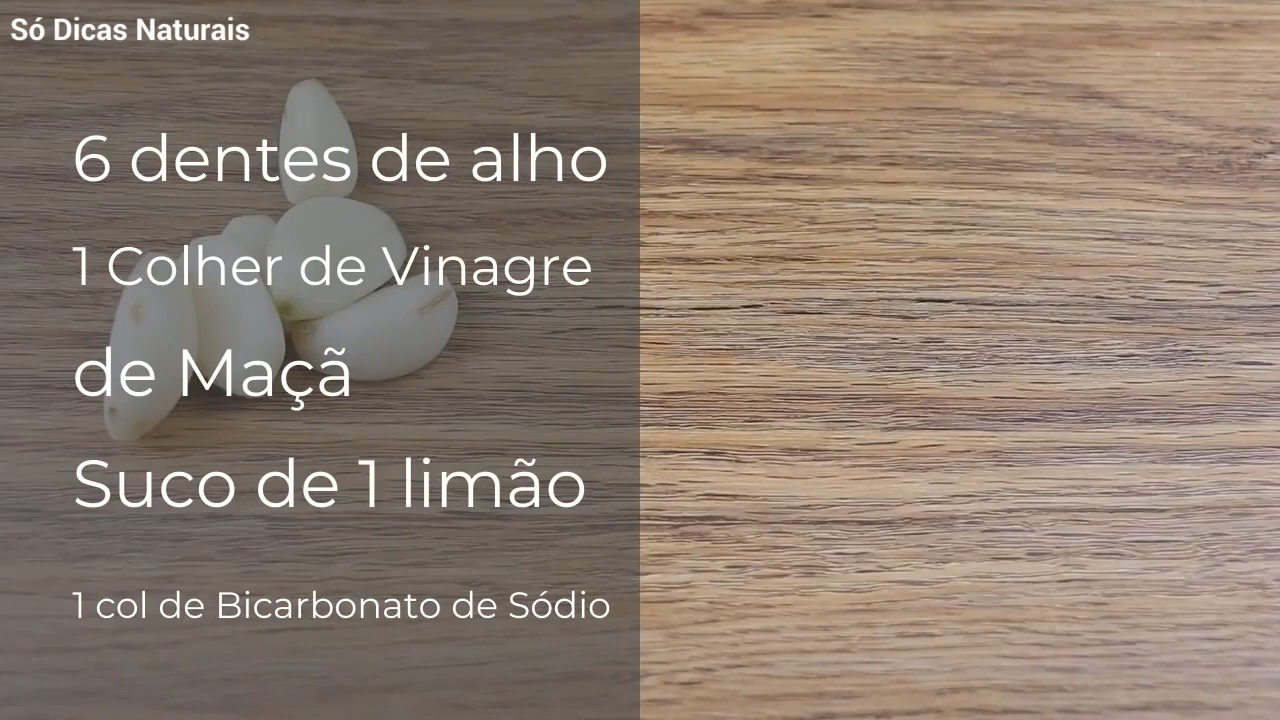 Só Dicas Naturais
6 dentes de alho
1 Colher de Vinagre
de Maçã
Suco de 1 limão
1 col de Bicarbonato de Sódio